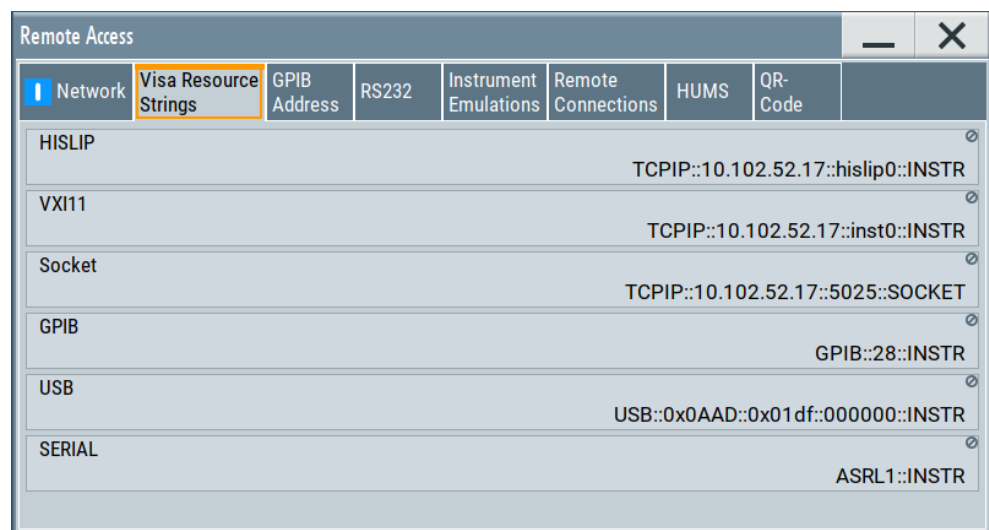 Remote Access
Network
Visa Resource
Strings
GPIB
Address
RS232
Instrument
Emulations
Remote
Connections
HUMS
QR-
Code
HISLIP
TCPIP::10.102.52.17::hislip0::INSTR
VXI11
TCPIP::10.102.52.17::inst0::INSTR
Socket
TCPIP::10.102.52.17::5025::SOCKET
GPIB
GPIB::28::INSTR
USB
USB::0x0AAD::0x01df::000000::INSTR
SERIAL
ASRL1::INSTR